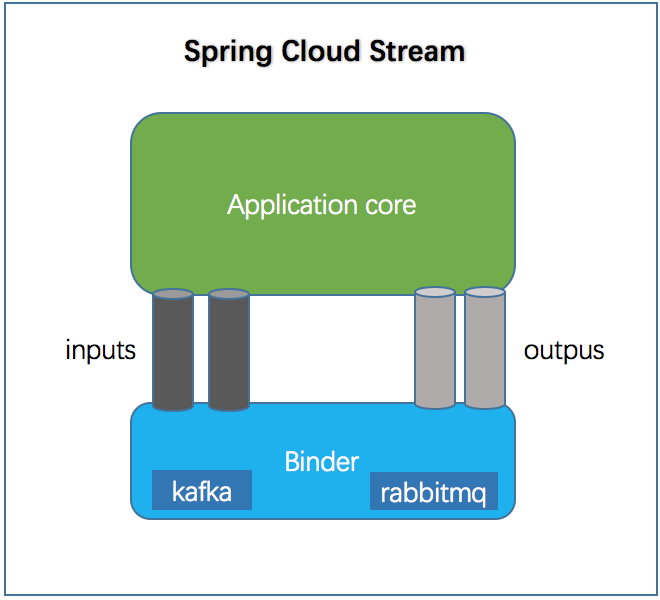 Spring Cloud Stream
Application core
inputs
outpus
Binder
kafka
rabbitmq